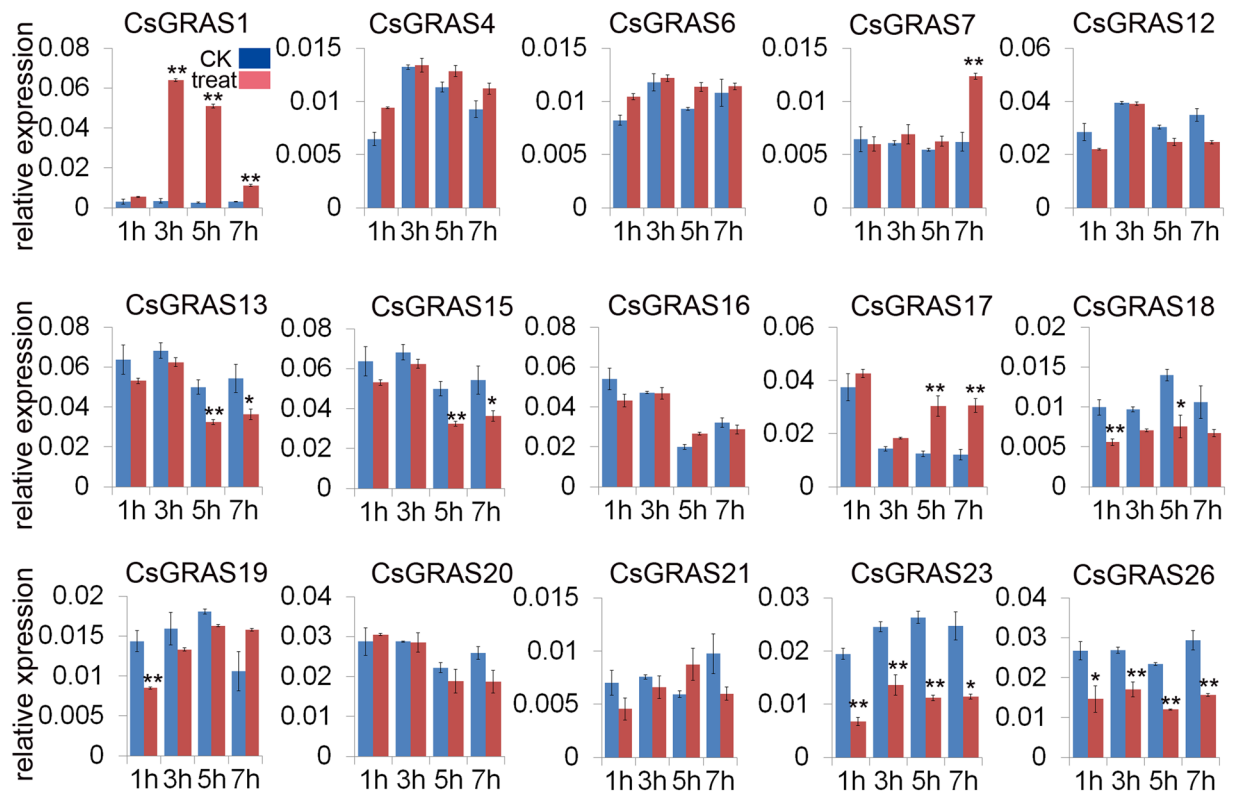 CsGRAS1 CsGRAS4 CsGRAS6 CsGRAS7 CsGRAS12
relative expression
0.08 0.06 0.04 0.02 0
CK
treat
** ** **
1h 3h 5h 7h
0.015 0.01 0.005 0
1h 3h 5h 7h
0.015 0.01 0.005 0
1h 3h 5h 7h
0.015 0.01 0.005 0
**
1h 3h 5h 7h
0.06 0.04 0.02 0
1h 3h 5h 7h
CsGRAS13 CsGRAS15 CsGRAS16 CsGRAS17 CsGRAS18
relative expression
0.08 0.06 0.04 0.02 0
** *
1h 3h 5h 7h
0.08 0.06 0.04 0.02 0
** *
1h 3h 5h 7h
0.08 0.06 0.04 0.02 0
1h 3h 5h 7h
0.06 0.04 0.02 0
** **
1h 3h 5h 7h
0.02 0.015 0.01 0.005 0
** *
1h 3h 5h 7h
CsGRAS19 CsGRAS20 CsGRAS21 CsGRAS23 CsGRAS26
relative xpression
0.02 0.015 0.01 0.005 0
**
1h 3h 5h 7h
0.04 0.03 0.02 0.01 0
1h 3h 5h 7h
0.015 0.01 0.005 0
1h 3h 5h 7h
0.03 0.02 0.01 0
** ** ** *
1h 3h 5h 7h
0.04 0.03 0.02 0.01 0
* ** ** **
1h 3h 5h 7h